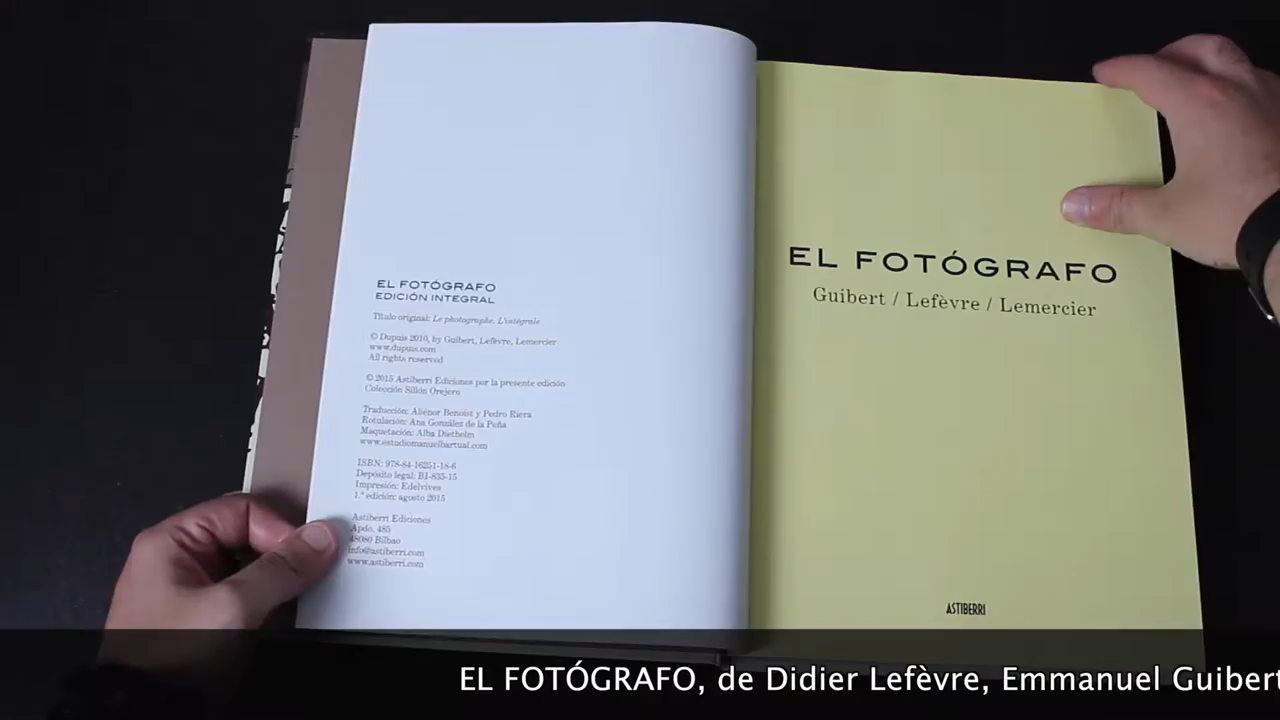 EL FOTÓGRAFO
EDICIÓN INTEGRAL
Título original: Le photographe. L'intégrale
© Dupuis 2010, by Guibert, Lefèvre, Lemercier
www.dupuis.com
All rights reserved
© 2015 Astiberri Ediciones por la presente edición
Colección Sillón Orejero
Traducción: Aliénor Benoist y Pedro Riera
Rotulación: Ana González de la Peña
Maquetación: Alba Diethelm
www.estudiomanuelbartual.com
ISBN: 978-84-16251-18-6
Depósito legal: BI-835-15
Impresión: Edelvives
1.ª edición: agosto 2015
Astiberri Ediciones
Apdo. 485
48080 Bilbao
info@astiberri.com
www.astiberri.com
EL FOTÓGRAFO
Guibert / Lefèvre / Lemercier
ASTIBERRI
EL FOTÓGRAFO, de Didier Lefèvre, Emmanuel Guibert